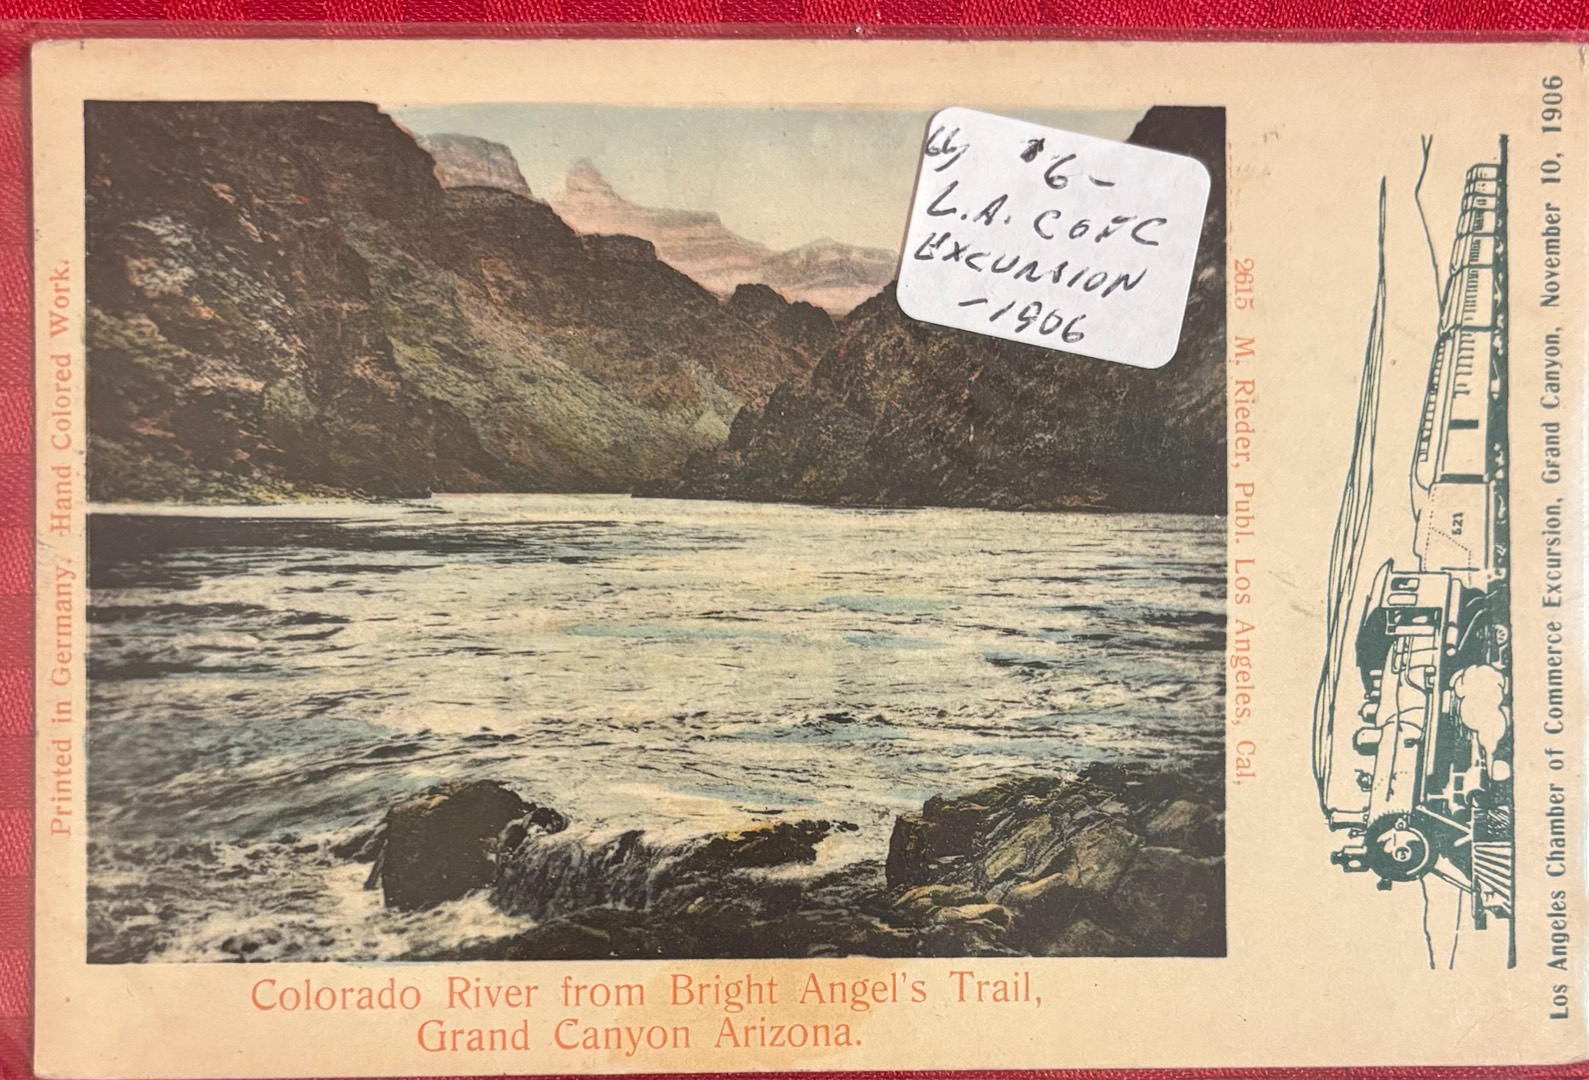 Printed in Germany. Hand Colored Work.
$6-
L.A. C OF C
EXCURSION
-1906
2615 M. Rieder, Publ. Los Angeles, Cal,
521
Los Angeles Chamber of Commerce Excursion, Grand Canyon, November 10, 1906
Colorado River from Bright Angel's Trail,
Grand Canyon Arizona.